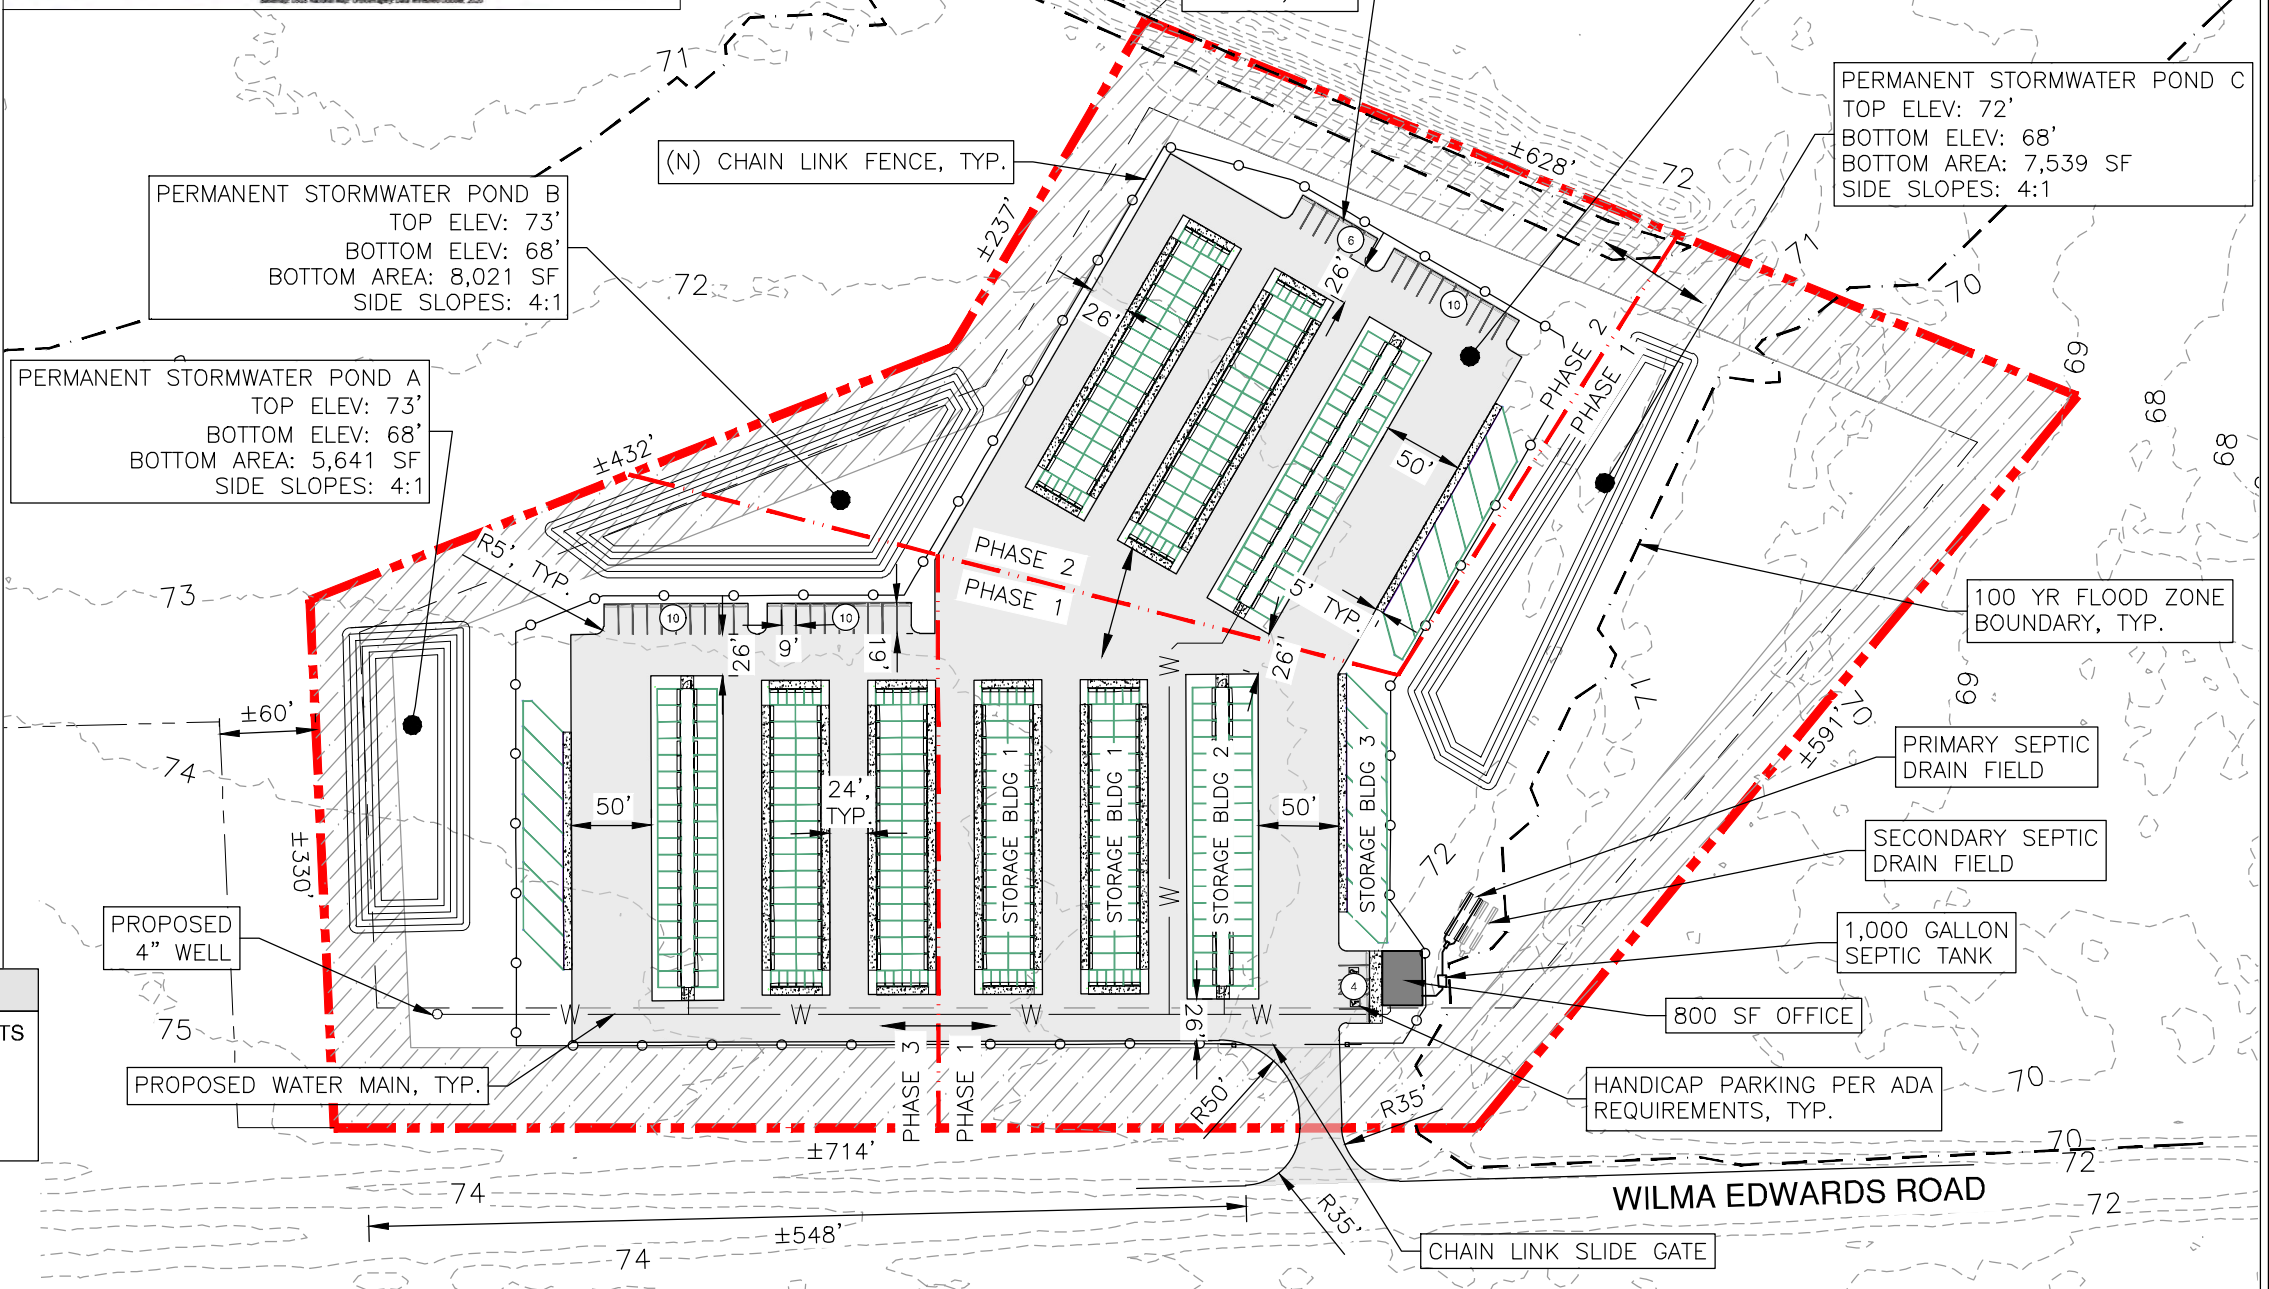 71
(N) CHAIN LINK FENCE, TYP.
±628'
72
PERMANENT STORMWATER POND C
TOP ELEV: 72'
BOTTOM ELEV: 68'
BOTTOM AREA: 7,539 SF
SIDE SLOPES: 4:1
PERMANENT STORMWATER POND B
TOP ELEV: 73'
BOTTOM ELEV: 68'
BOTTOM AREA: 8,021 SF
SIDE SLOPES: 4:1
±237'
72
6
26'
10
26'
71
70
69
68
68
PERMANENT STORMWATER POND A
TOP ELEV: 73'
BOTTOM ELEV: 68'
BOTTOM AREA: 5,641 SF
SIDE SLOPES: 4:1
±432'
PHASE 2
PHASE 1
50'
R5', TYP.
PHASE 2
PHASE 1
5' TYP.
73
10
10
26'
9'
19'
W
26'
100 YR FLOOD ZONE
BOUNDARY, TYP.
71
69
70
±591'
±60'
74
50'
24',
TYP.
STORAGE BLDG 1
STORAGE BLDG 1
STORAGE BLDG 2
50'
STORAGE BLDG 3
PRIMARY SEPTIC
DRAIN FIELD
SECONDARY SEPTIC
DRAIN FIELD
72
±330'
W
PROPOSED
4" WELL
1,000 GALLON
SEPTIC TANK
4
800 SF OFFICE
W
W
W
W
26'
75
TS
PROPOSED WATER MAIN, TYP.
PHASE 3
PHASE 1
R50'
R35'
HANDICAP PARKING PER ADA
REQUIREMENTS, TYP.
70
±714'
70
72
74
WILMA EDWARDS ROAD
72
±548'
R35'
74
CHAIN LINK SLIDE GATE